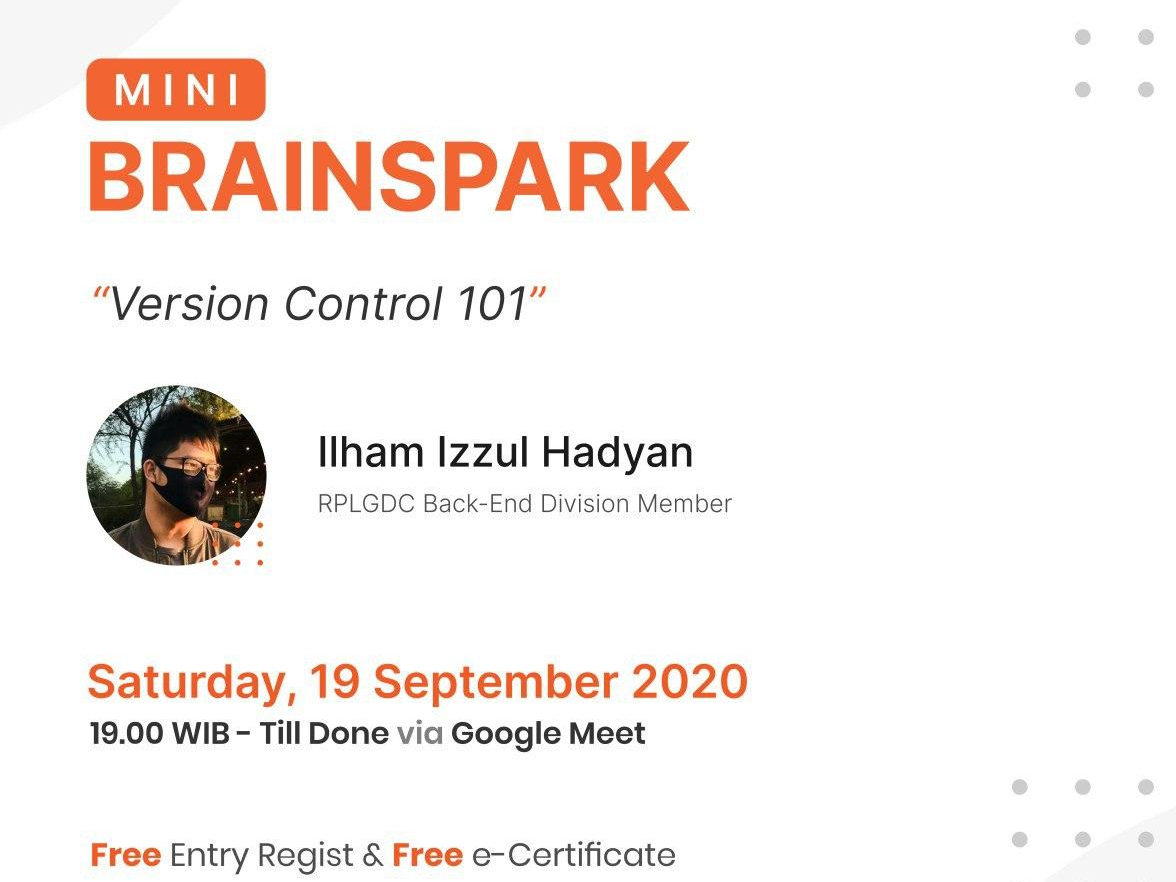 MINI
BRAINSPARK
“Version Control 101”
Ilham Izzul Hadyan
RPLGDC Back-End Division Member
Saturday, 19 September 2020
19.00 WIB - Till Done via Google Meet
Free Entry Regist & Free e-Certificate